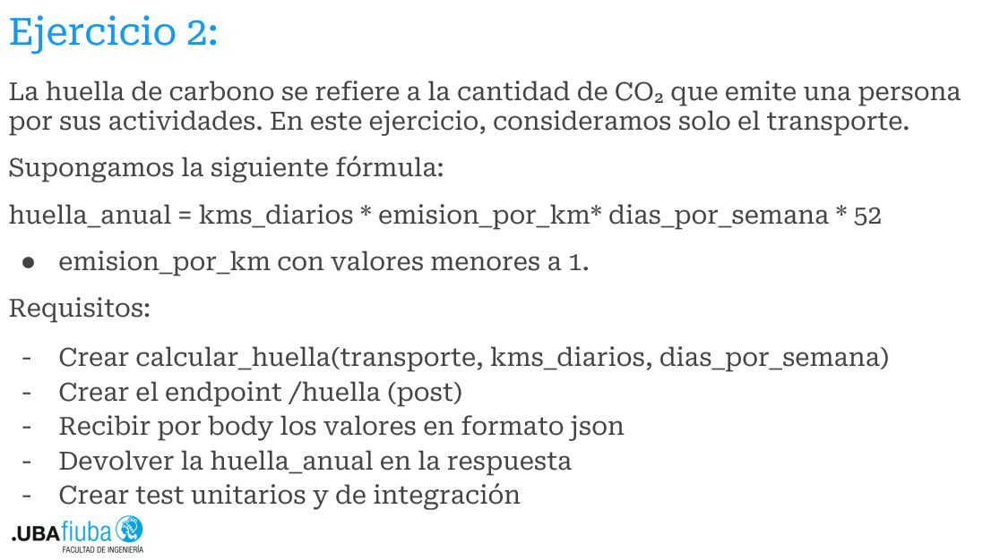 Ejercicio 2:
La huella de carbono se refiere a la cantidad de CO₂ que emite una persona
por sus actividades. En este ejercicio, consideramos solo el transporte.
Supongamos la siguiente fórmula:
huella_anual = kms_diarios * emision_por_km* dias_por_semana * 52
● emision_por_km con valores menores a 1.
Requisitos:
- Crear calcular_huella(transporte, kms_diarios, dias_por_semana)
- Crear el endpoint /huella (post)
- Recibir por body los valores en formato json
- Devolver la huella_anual en la respuesta
- Crear test unitarios y de integración
.UBAfiuba
FACULTAD DE INGENIERÍA